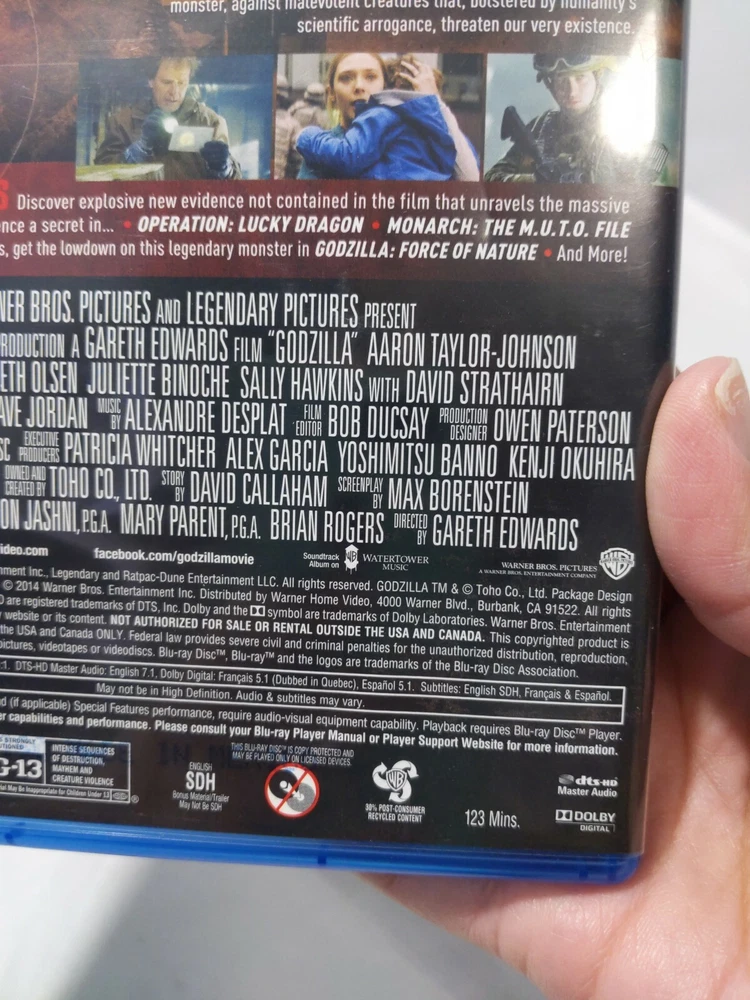 monster, against malevolent creatures that, bolstered by humanity's
scientific arrogance, threaten our very existence.
S Discover explosive new evidence not contained in the film that unravels the massive
nce a secret in... • OPERATION: LUCKY DRAGON • MONARCH: THE M.U.T.O. FILE
s, get the lowdown on this legendary monster in GODZILLA: FORCE OF NATURE • And More!
NER BROS. PICTURES AND LEGENDARY PICTURES PRESENT
RODUCTION A GARETH EDWARDS FILM "GODZILLA" AARON TAYLOR-JOHNSON
ETH OLSEN JULIETTE BINOCHE SALLY HAWKINS WITH DAVID STRATHAIRN
AVE JORDAN MUSIC BY ALEXANDRE DESPLAT FILM EDITOR BOB DUCSAY PRODUCTION DESIGNER OWEN PATERSON
SC EXECUTIVE PRODUCERS PATRICIA WHITCHER ALEX GARCIA YOSHIMITSU BANNO KENJI OKUHIRA
OWNED AND CREATED BY TOHO CO., LTD. STORY BY DAVID CALLAHAM SCREENPLAY BY MAX BORENSTEIN
ON JASHNI, P.G.A. MARY PARENT, P.G.A. BRIAN ROGERS DIRECTED BY GARETH EDWARDS
ideo.com facebook.com/godzillamovie Soundtrack Album on WATERTOWER MUSIC WARNER BROS. PICTURES
A WARNER BROS. ENTERTAINMENT COMPANY
nment Inc., Legendary and Ratpac-Dune Entertainment LLC. All rights reserved. GODZILLA TM & © Toho Co., Ltd. Package Design
© 2014 Warner Bros. Entertainment Inc. Distributed by Warner Home Video, 4000 Warner Blvd., Burbank, CA 91522. All rights
D are registered trademarks of DTS, Inc. Dolby and the DD symbol are trademarks of Dolby Laboratories. Warner Bros. Entertainment
website or its content. NOT AUTHORIZED FOR SALE OR RENTAL OUTSIDE THE USA AND CANADA. This copyrighted product is
the USA and Canada ONLY. Federal law provides severe civil and criminal penalties for the unauthorized distribution, reproduction,
pictures, videotapes or videodiscs. Blu-ray Disc™, Blu-ray™ and the logos are trademarks of the Blu-ray Disc Association.
:1. DTS-HD Master Audio: English 7.1, Dolby Digital: Français 5.1 (Dubbed in Quebec), Español 5.1. Subtitles: English SDH, Français & Español.
May not be in High Definition. Audio & subtitles may vary.
d (if applicable) Special Features performance, require audio-visual equipment capability. Playback requires Blu-ray Disc™ Player.
er capabilities and performance. Please consult your Blu-ray Player Manual or Player Support Website for more information.
G-13
INTENSE SEQUENCES
OF DESTRUCTION,
MAYHEM AND
CREATURE VIOLENCE
ial May Be Inappropriate for Children Under 13
ENGLISH
SDH
Bonus Material/Trailer
May Not Be SDH
THIS BLU-RAY DISC™ IS COPY PROTECTED AND
MAY BE PLAYED ONLY ON LICENSED DEVICES.
WB
30% POST-CONSUMER
RECYCLED CONTENT
123 Mins.
dts-HD
Master Audio
DOLBY
DIGITAL